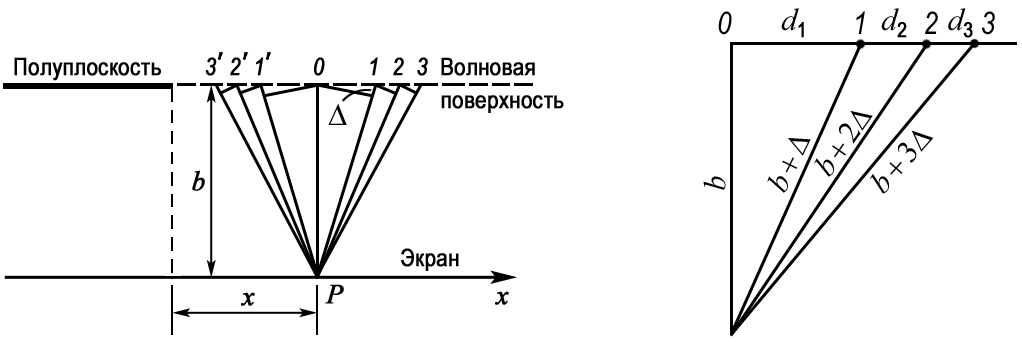 Полуплоскость
3′ 2′ 1′ 0 1 2 3
Волновая
поверхность
Δ
b
Экран
x
P
x
0 d₁ 1 d₂ 2 d₃ 3
b
b + Δ
b + 2Δ
b + 3Δ